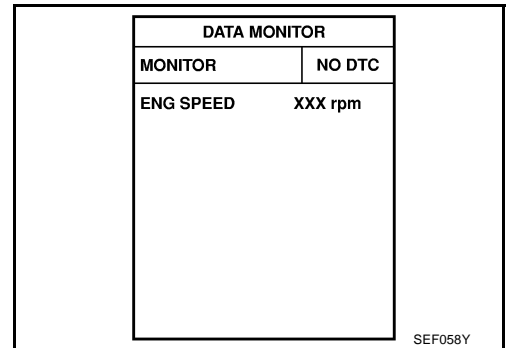 DATA MONITOR
MONITOR NO DTC
ENG SPEED XXX rpm
SEF058Y